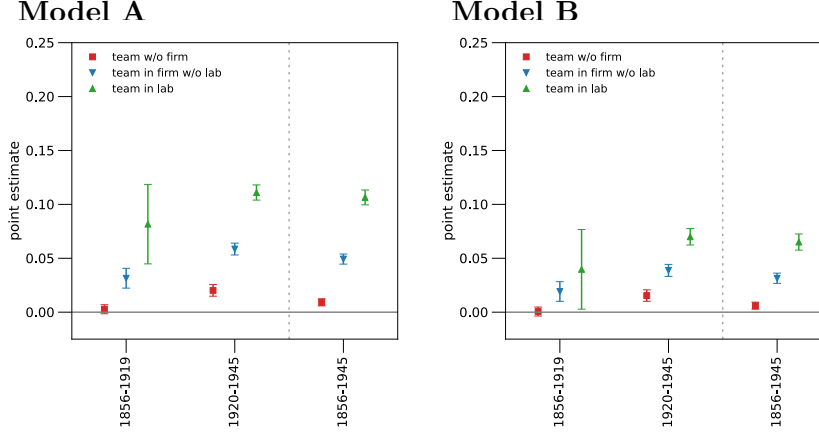 Model A
0.25
0.20
0.15
0.10
0.05
0.00
point estimate
team w/o firm
team in firm w/o lab
team in lab
1856-1919
1920-1945
1856-1945
Model B
0.25
0.20
0.15
0.10
0.05
0.00
point estimate
team w/o firm
team in firm w/o lab
team in lab
1856-1919
1920-1945
1856-1945